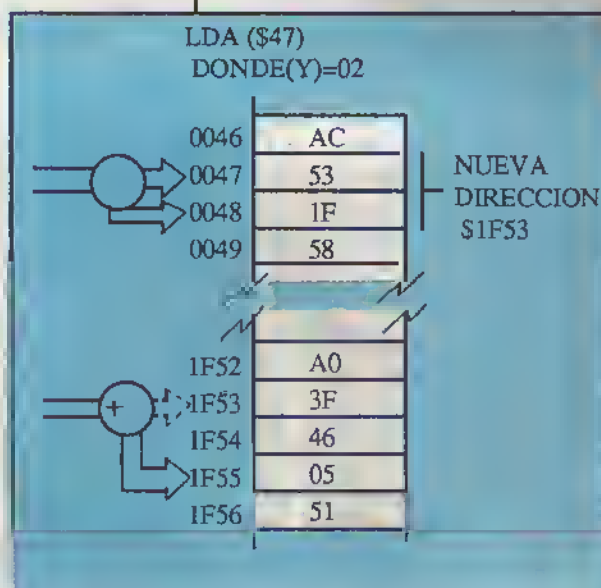 LDA ($47)
DONDE(Y)=02
0046 AC
0047 53
0048 1F
0049 58
NUEVA
DIRECCION
$1F53
1F52 A0
+ 1F53 3F
1F54 46
1F55 05
1F56 51